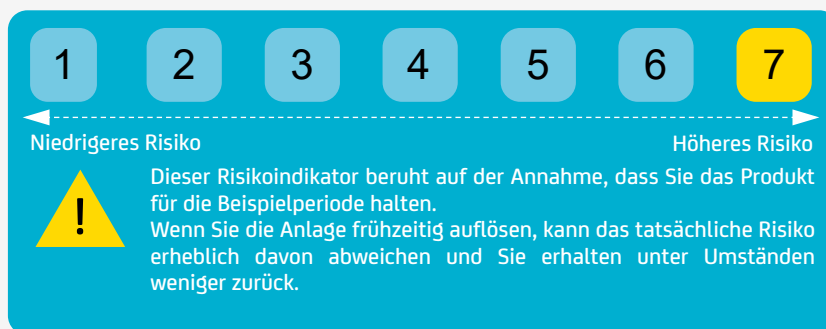 1 2 3 4 5 6 7
Niedrigeres Risiko Höheres Risiko
!
Dieser Risikoindikator beruht auf der Annahme, dass Sie das Produkt
für die Beispielperiode halten.
Wenn Sie die Anlage frühzeitig auflösen, kann das tatsächliche Risiko
erheblich davon abweichen und Sie erhalten unter Umständen
weniger zurück.